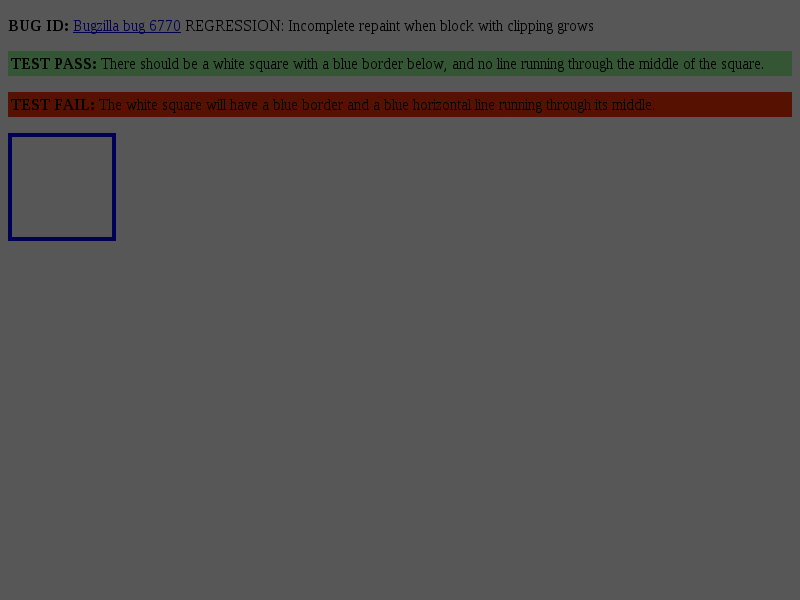 BUG ID: Bugzilla bug 6770 REGRESSION: Incomplete repaint when block with clipping grows
TEST PASS: There should be a white square with a blue border below, and no line running through the middle of the square.
TEST FAIL: The white square will have a blue border and a blue horizontal line running through its middle.